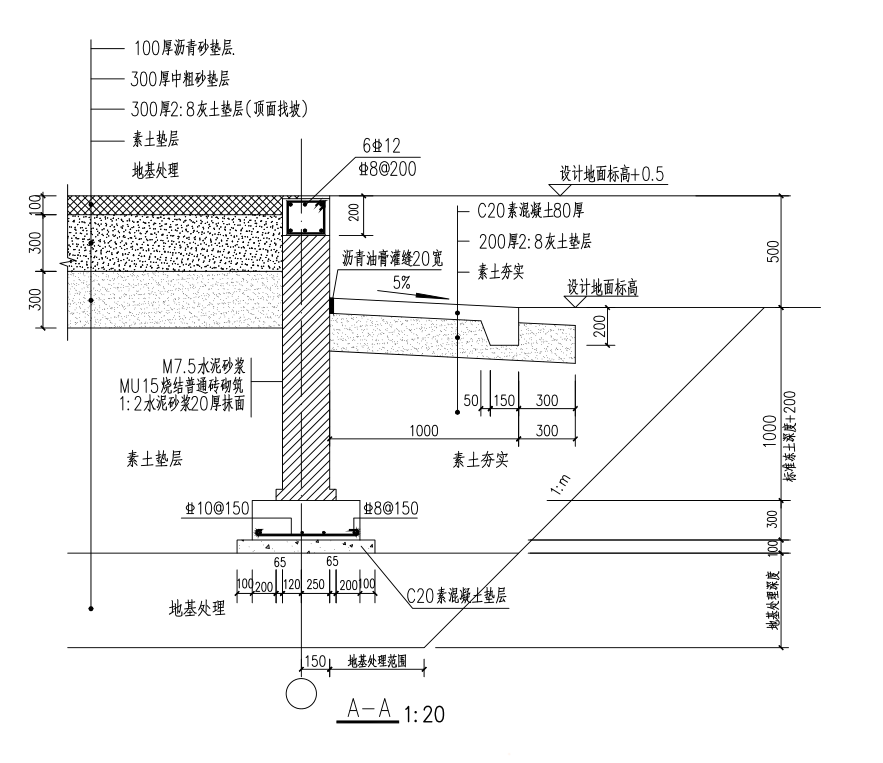 100厚沥青砂垫层.
300厚中粗砂垫层
300厚2:8灰土垫层(顶面找坡)
素土垫层
地基处理
6Φ12
Φ8@200
设计地面标高+0.5
100
200
C20素混凝土80厚
200厚2:8灰土垫层
素土夯实
沥青油膏灌缝20宽
5%
300
500
设计地面标高
300
200
M7.5水泥砂浆
MU15烧结普通砖砌筑
1:2水泥砂浆20厚抹面
50
150
300
1000
300
1000
标准冻土深度+200
素土垫层
素土夯实
1:m
Φ10@150
Φ8@150
300
100
65
65
100
200
120
250
200
100
C20素混凝土垫层
地基处理
地基处理深度
150
地基处理范围
A-A 1:20